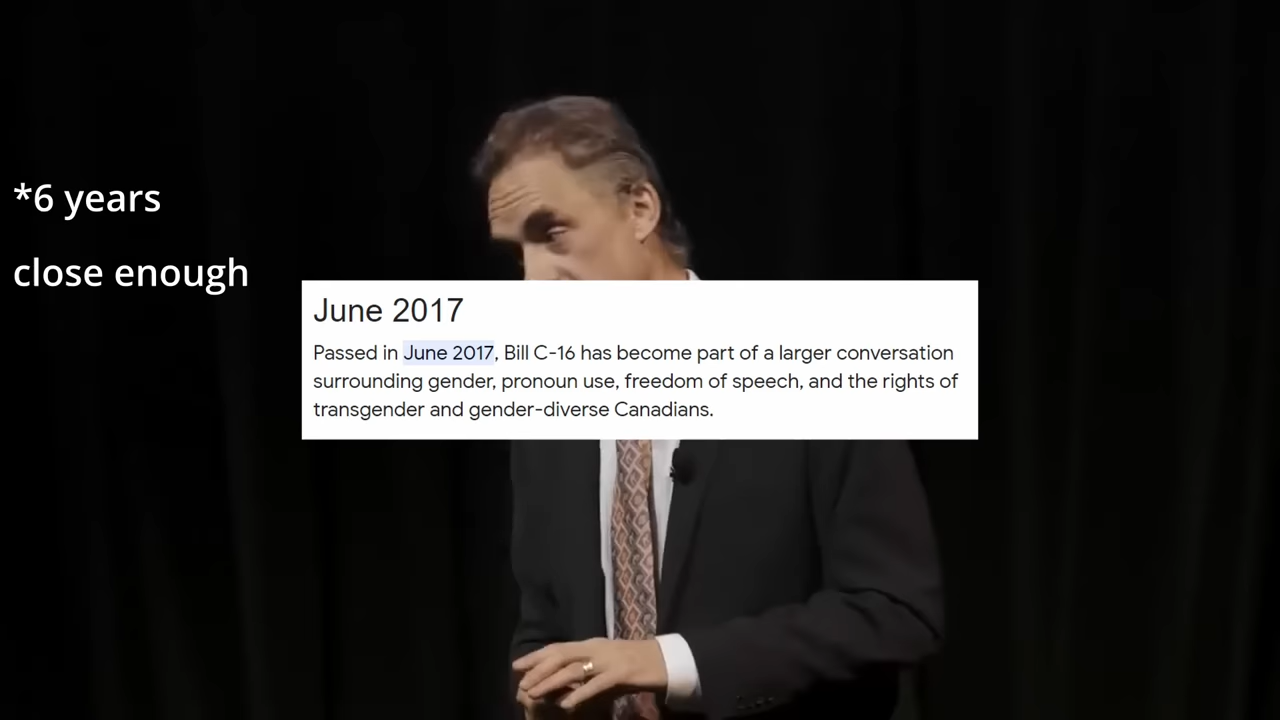 *6 years
close enough
June 2017
Passed in June 2017, Bill C-16 has become part of a larger conversation
surrounding gender, pronoun use, freedom of speech, and the rights of
transgender and gender-diverse Canadians.